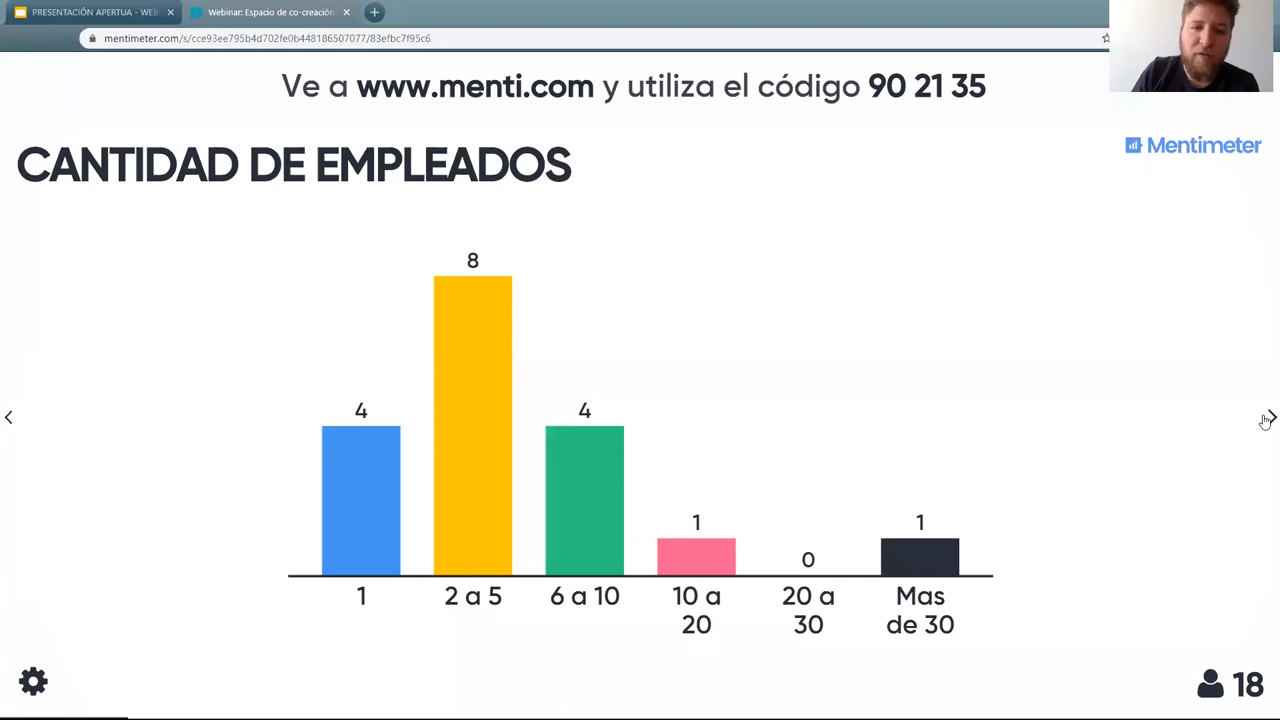 PRESENTACIÓN APERTUA - WEB
Webinar: Espacio de co-creación
mentimeter.com/s/cce93ee795b4d702fe0b448186507077/83efbc7f95c6
Ve a www.menti.com y utiliza el código 90 21 35
Mentimeter
CANTIDAD DE EMPLEADOS
4
8
4
1
0
1
1
2 a 5
6 a 10
10 a
20
20 a
30
Mas
de 30
18